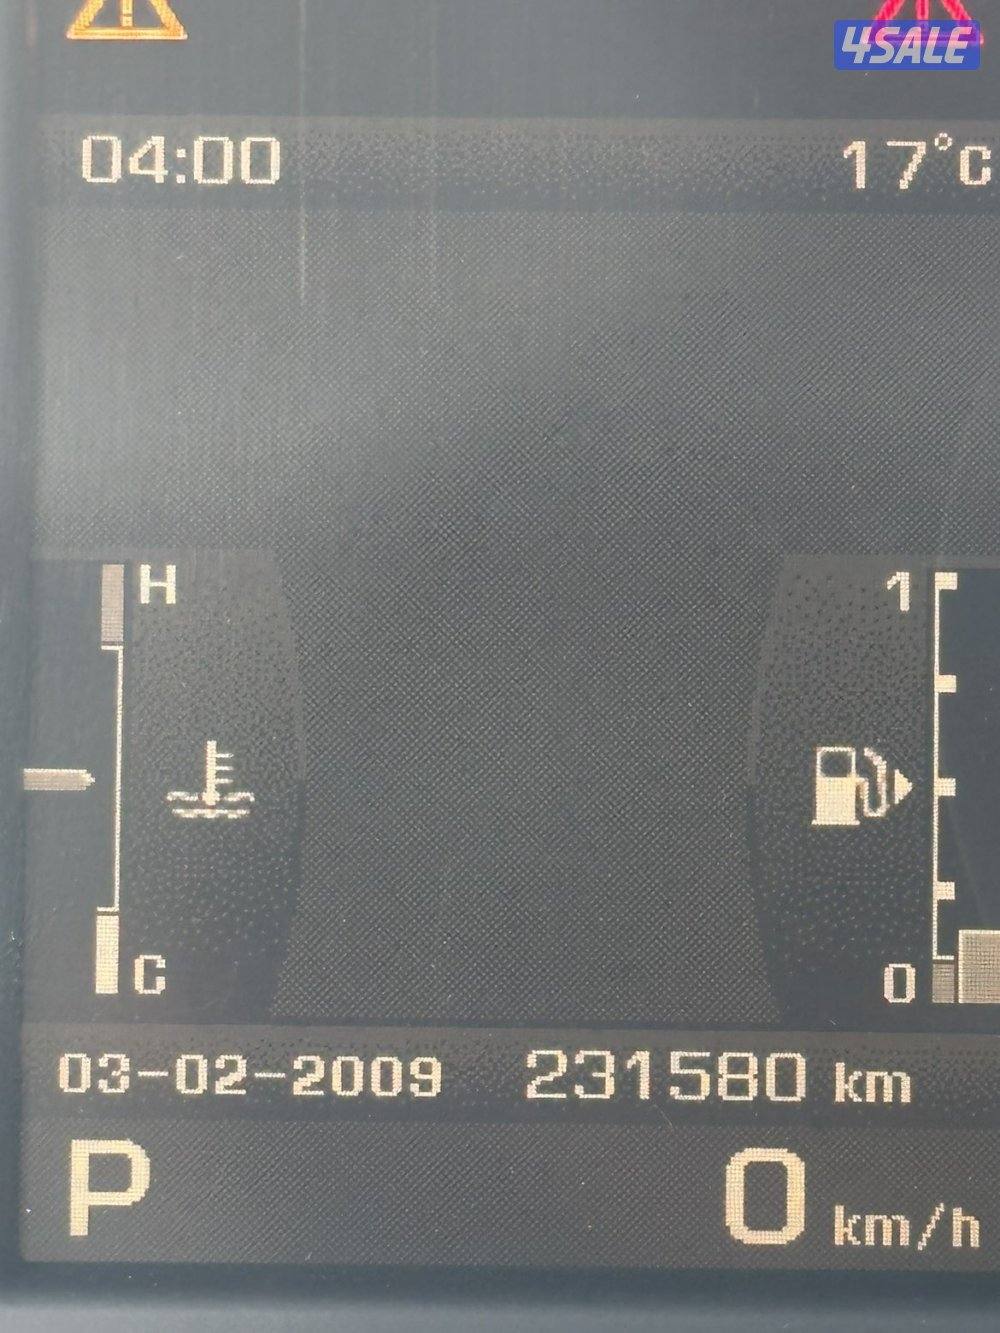 4SALE
04:00 17°C
H 1
C 0
03-02-2009 231580 km
P 0 km/h